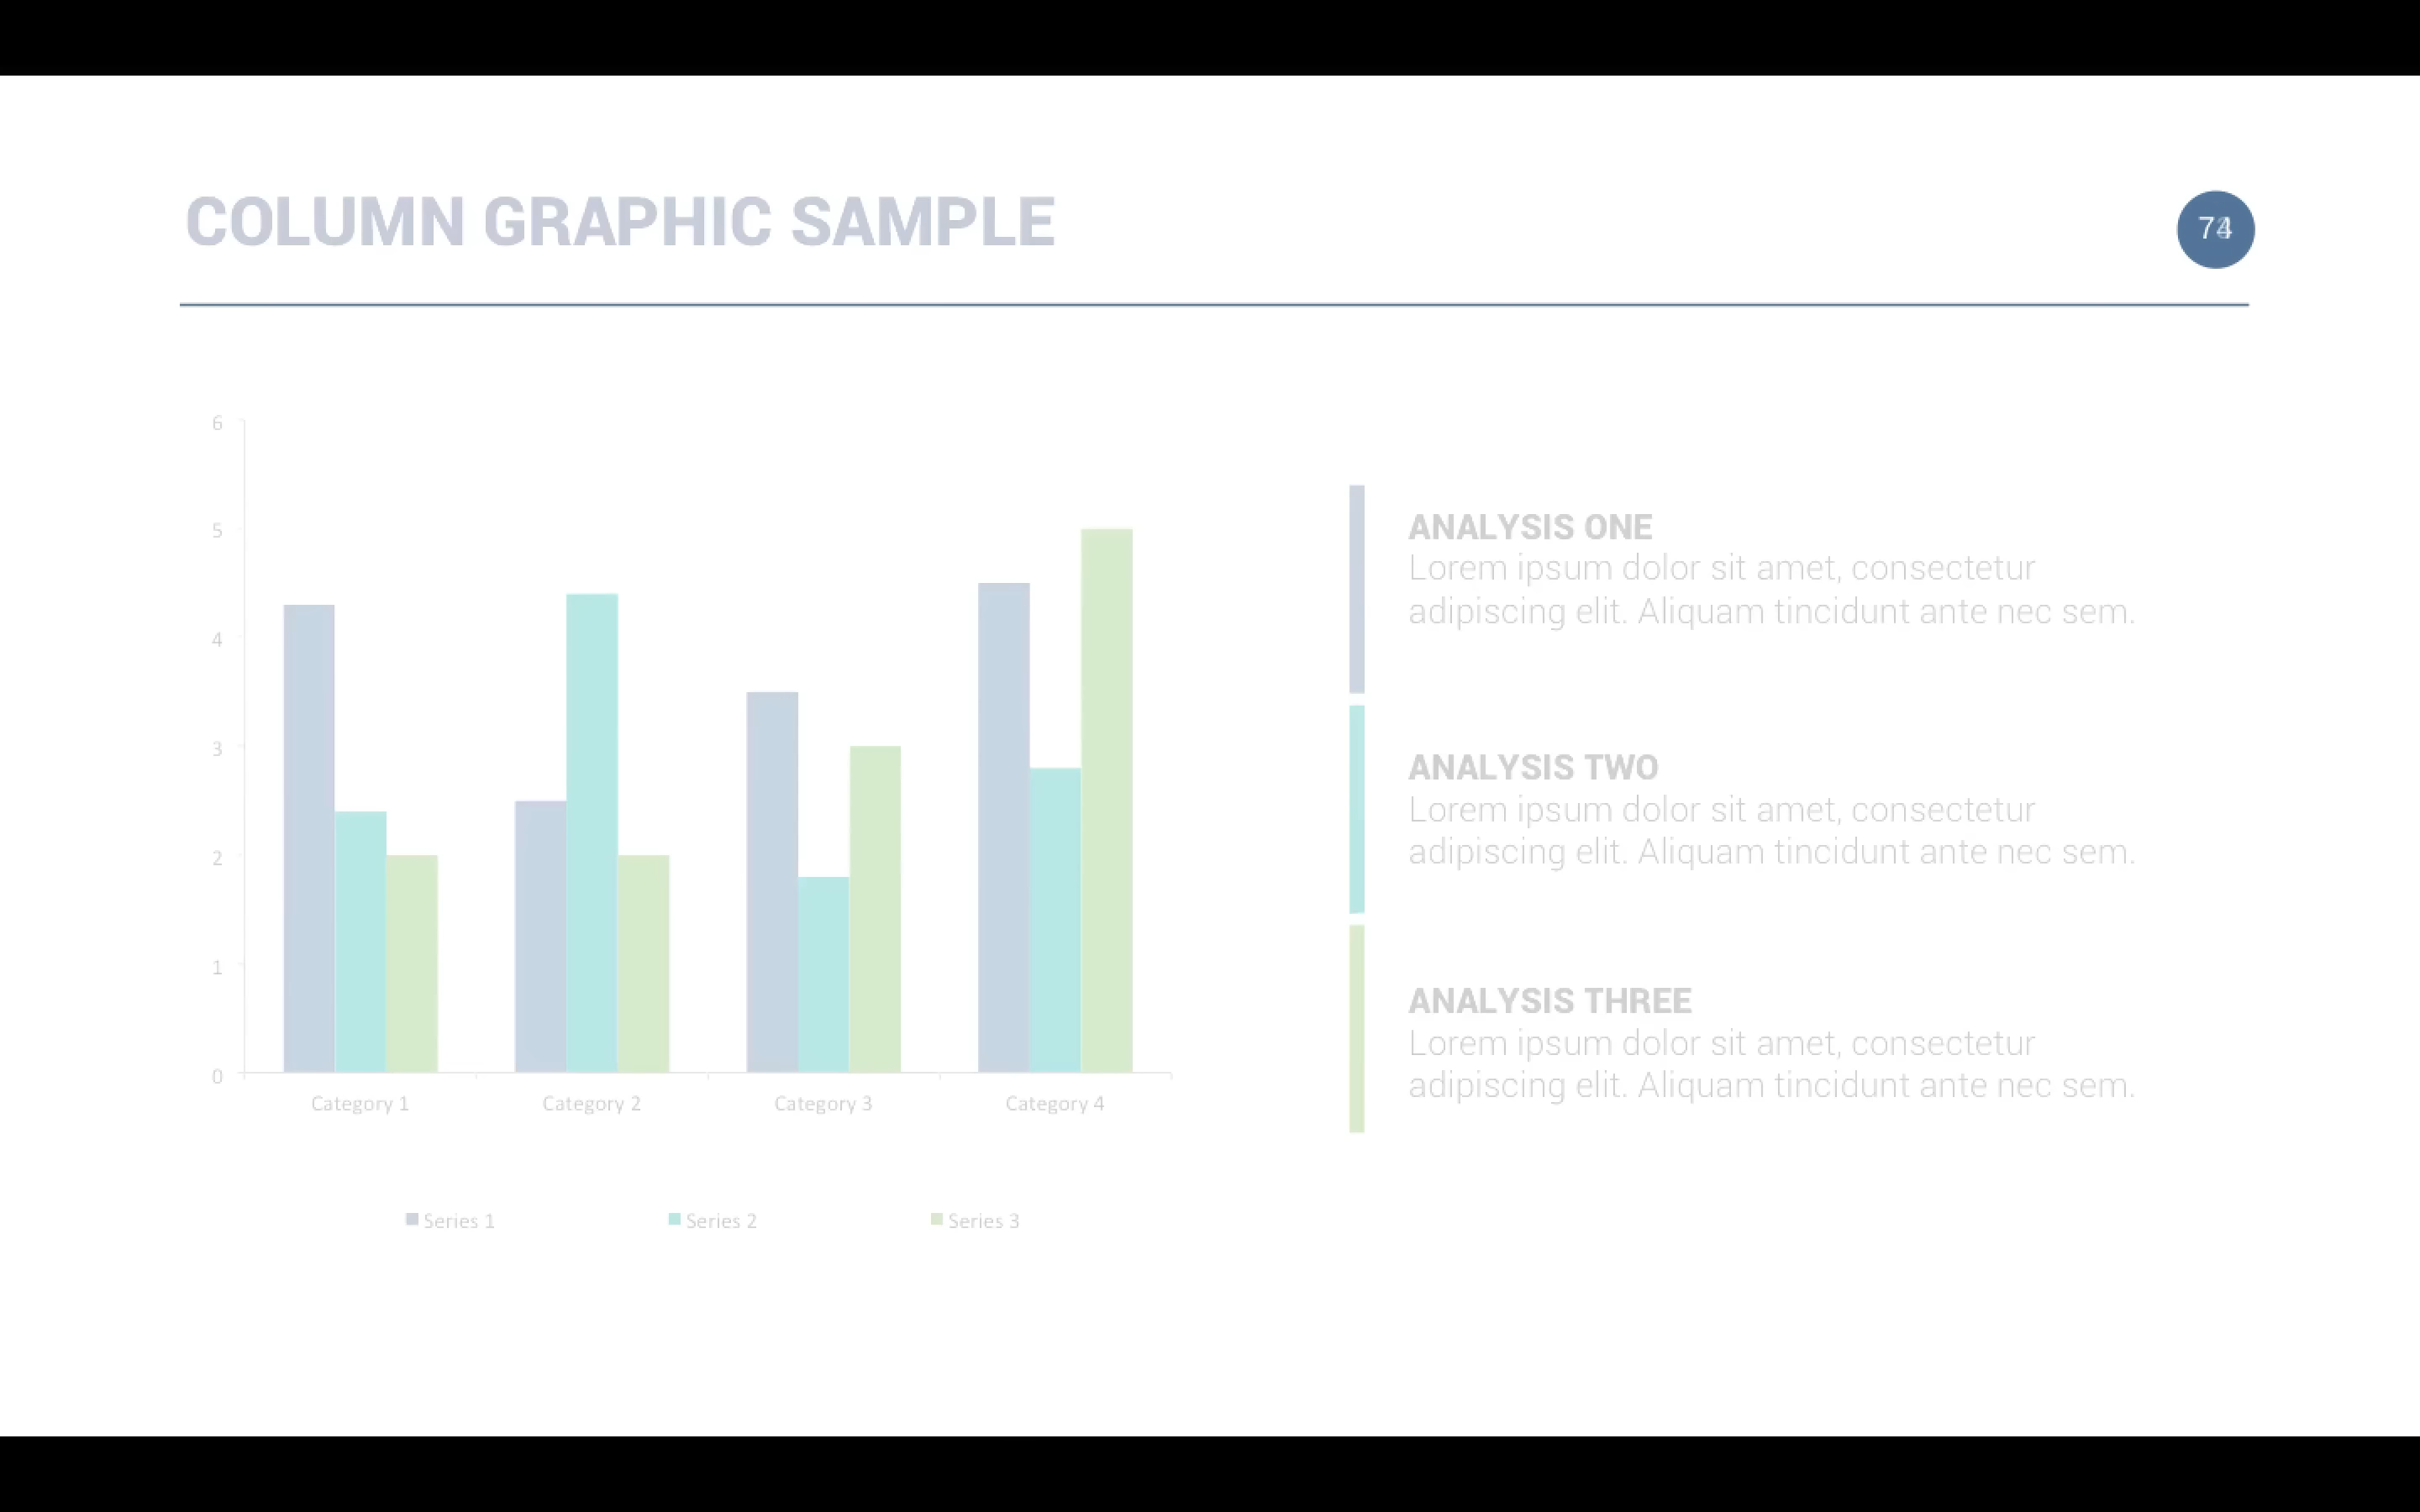 COLUMN GRAPHIC SAMPLE
6
5
4
3
2
1
0
Category 1 Category 2 Category 3 Category 4
Series 1 Series 2 Series 3
ANALYSIS ONE
Lorem ipsum dolor sit amet, consectetur
adipiscing elit. Aliquam tincidunt ante nec sem.
ANALYSIS TWO
Lorem ipsum dolor sit amet, consectetur
adipiscing elit. Aliquam tincidunt ante nec sem.
ANALYSIS THREE
Lorem ipsum dolor sit amet, consectetur
adipiscing elit. Aliquam tincidunt ante nec sem.